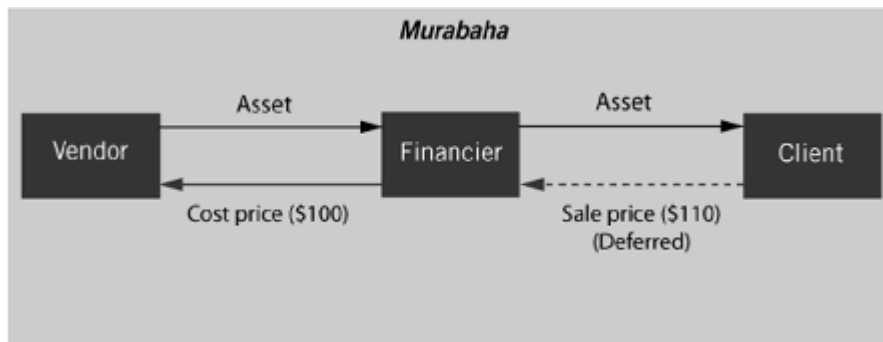 Murabaha
Asset
Asset
Vendor
Financier
Client
Cost price ($100)
Sale price ($110)
(Deferred)